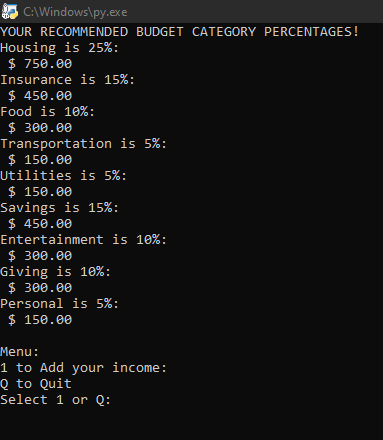 C:\Windows\py.exe
YOUR RECOMMENDED BUDGET CATEGORY PERCENTAGES!
Housing is 25%:
$ 750.00
Insurance is 15%:
$ 450.00
Food is 10%:
$ 300.00
Transportation is 5%:
$ 150.00
Utilities is 5%:
$ 150.00
Savings is 15%:
$ 450.00
Entertainment is 10%:
$ 300.00
Giving is 10%:
$ 300.00
Personal is 5%:
$ 150.00
Menu:
1 to Add your income:
Q to Quit
Select 1 or Q: